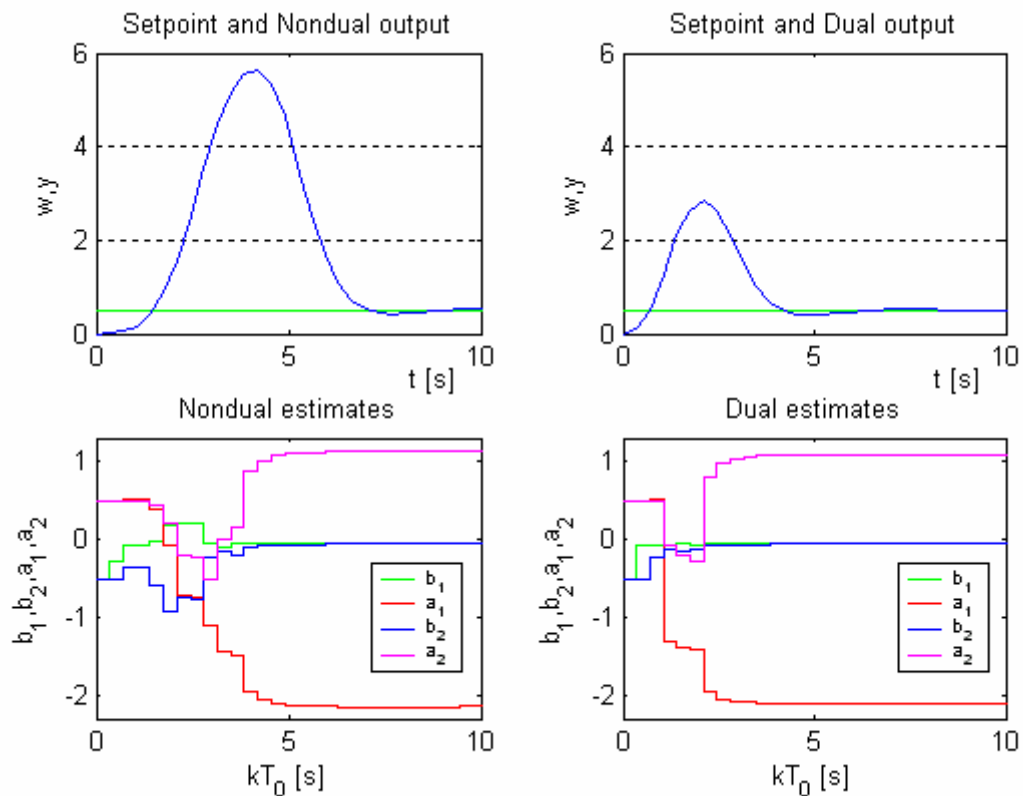 Setpoint and Nondual output
6
4
2
0
w,y
0
5
10
t [s]
Setpoint and Dual output
6
4
2
0
w,y
0
5
10
t [s]
Nondual estimates
1
0
-1
-2
b₁,b₂,a₁,a₂
b₁
a₁
b₂
a₂
0
5
10
kT₀ [s]
Dual estimates
1
0
-1
-2
b₁,b₂,a₁,a₂
b₁
a₁
b₂
a₂
0
5
10
kT₀ [s]